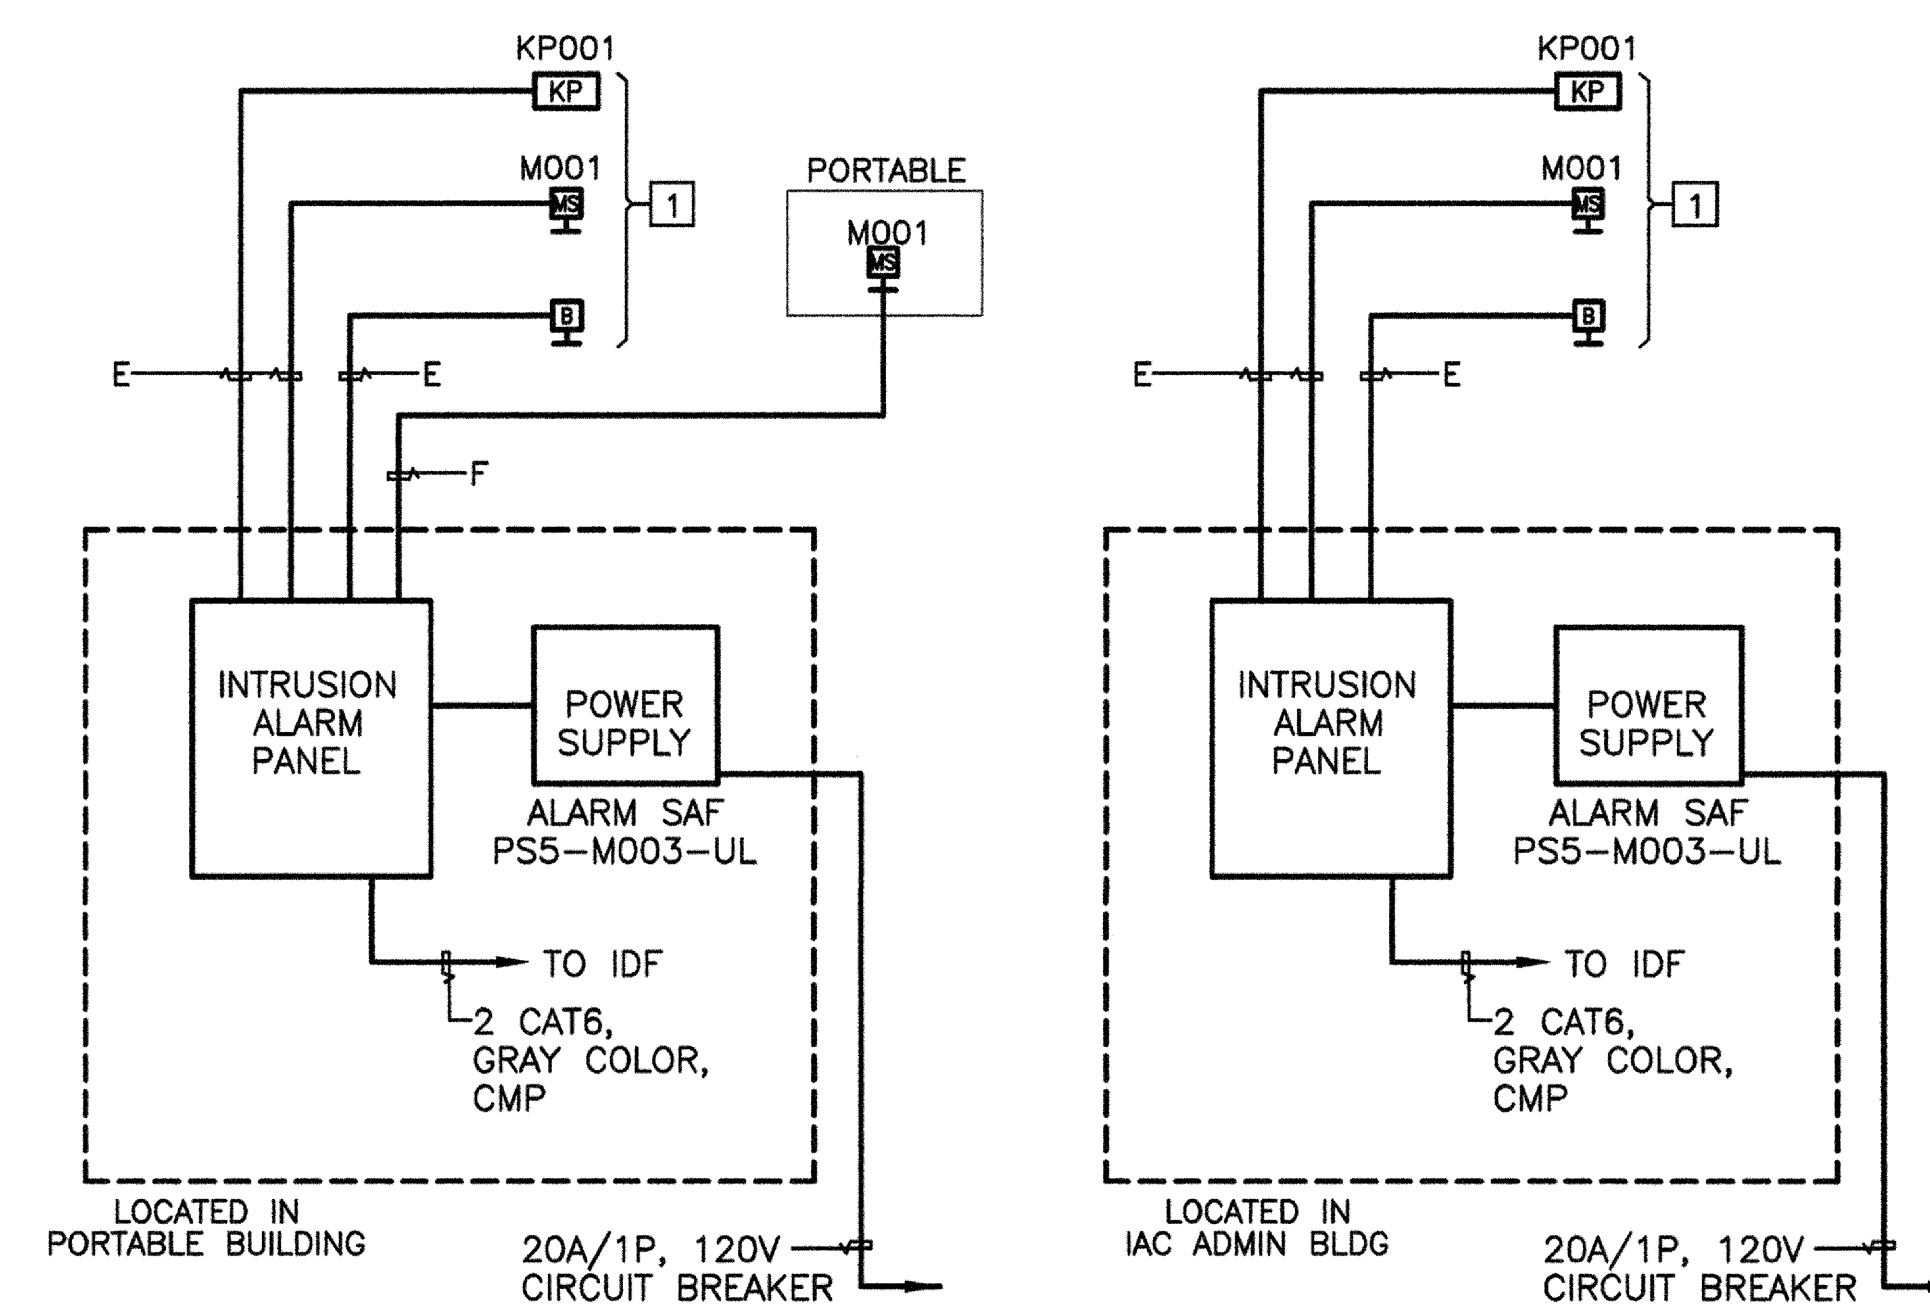 KP001
KP
M001
MS
1
B
E
E
PORTABLE
M001
MS
F
INTRUSION
ALARM
PANEL
POWER
SUPPLY
ALARM SAF
PS5-M003-UL
TO IDF
2 CAT6,
GRAY COLOR,
CMP
LOCATED IN
PORTABLE BUILDING
20A/1P, 120V
CIRCUIT BREAKER
KP001
KP
M001
MS
1
B
E
E
INTRUSION
ALARM
PANEL
POWER
SUPPLY
ALARM SAF
PS5-M003-UL
TO IDF
2 CAT6,
GRAY COLOR,
CMP
LOCATED IN
IAC ADMIN BLDG
20A/1P, 120V
CIRCUIT BREAKER